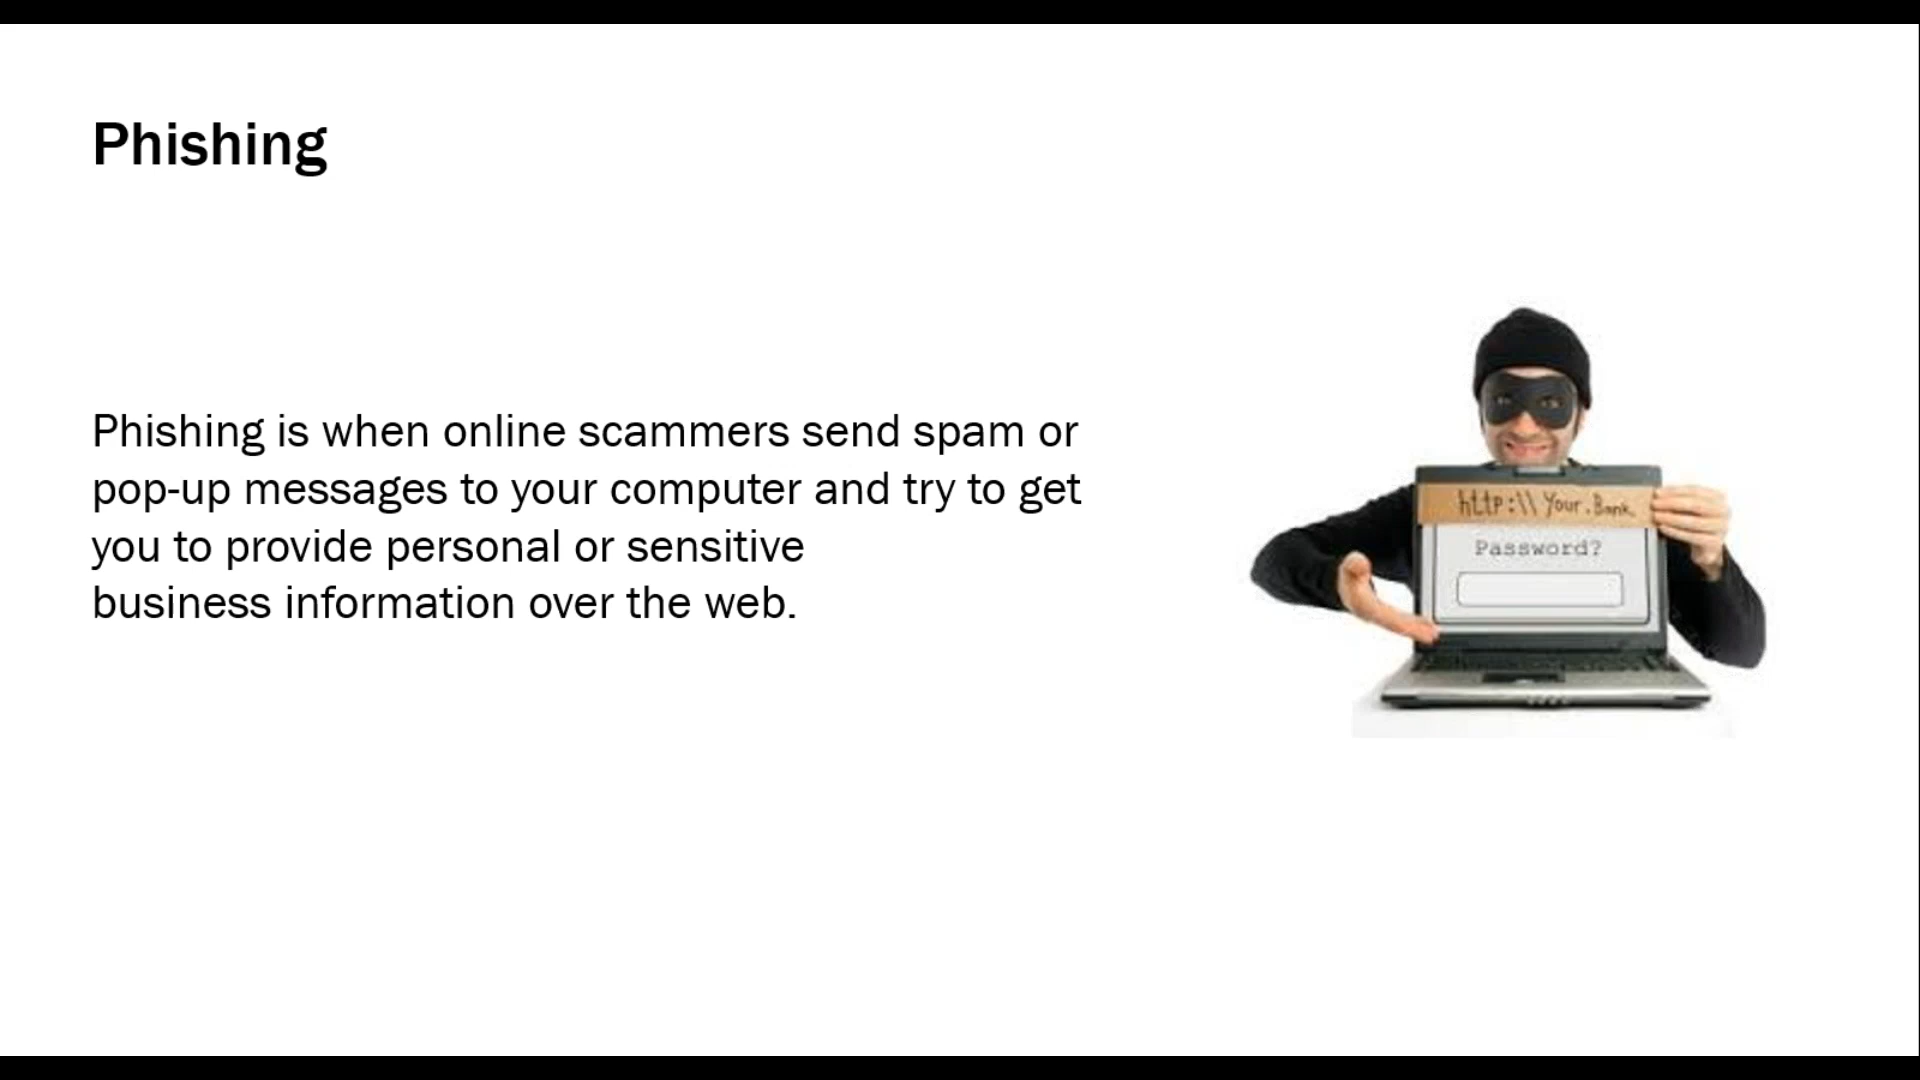 Phishing
Phishing is when online scammers send spam or
pop-up messages to your computer and try to get
you to provide personal or sensitive
business information over the web.
http:\\ Your.Bank.
Password?